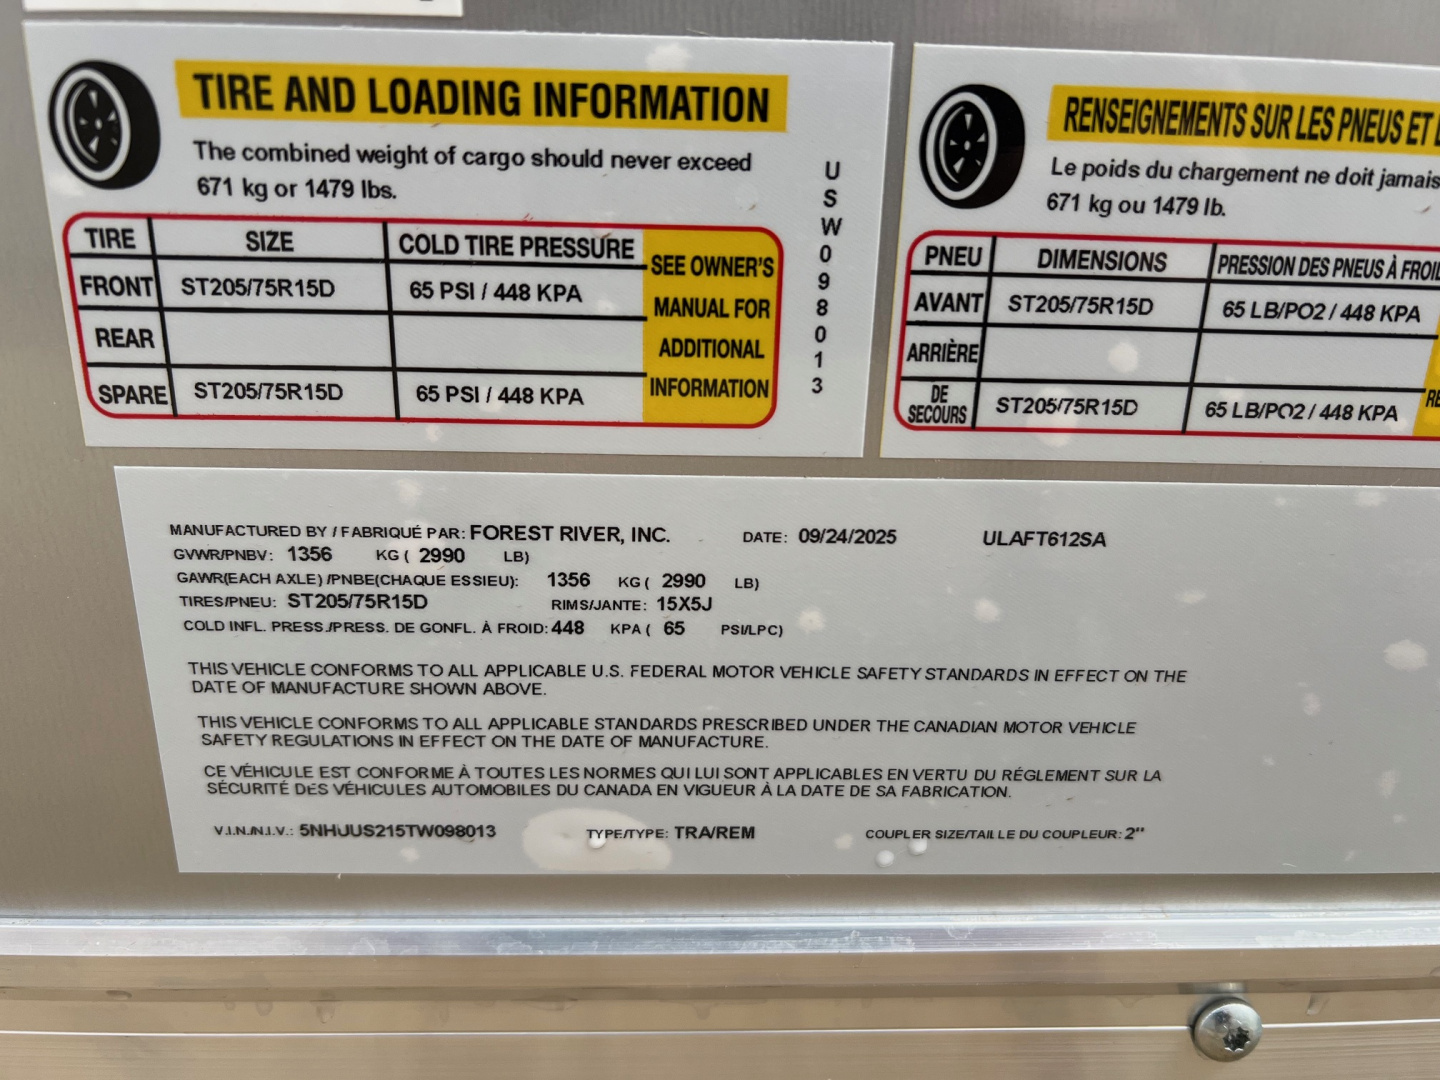 TIRE AND LOADING INFORMATION
The combined weight of cargo should never exceed
671 kg or 1479 lbs.
TIRE SIZE COLD TIRE PRESSURE
FRONT ST205/75R15D 65 PSI / 448 KPA
REAR
SPARE ST205/75R15D 65 PSI / 448 KPA
SEE OWNER'S
MANUAL FOR
ADDITIONAL
INFORMATION
USW098013
RENSEIGNEMENTS SUR LES PNEUS ET
Le poids du chargement ne doit jamais
671 kg ou 1479 lb.
PNEU DIMENSIONS PRESSION DES PNEUS À FROID
AVANT ST205/75R15D 65 LB/PO2 / 448 KPA
ARRIÈRE
DE
SECOURS ST205/75R15D 65 LB/PO2 / 448 KPA
MANUFACTURED BY / FABRIQUÉ PAR: FOREST RIVER, INC. DATE: 09/24/2025 ULAFT612SA
GVWR/PNBV: 1356 KG ( 2990 LB)
GAWR(EACH AXLE) /PNBE(CHAQUE ESSIEU): 1356 KG ( 2990 LB)
TIRES/PNEU: ST205/75R15D RIMS/JANTE: 15X5J
COLD INFL. PRESS./PRESS. DE GONFL. À FROID: 448 KPA ( 65 PSI/LPC)
THIS VEHICLE CONFORMS TO ALL APPLICABLE U.S. FEDERAL MOTOR VEHICLE SAFETY STANDARDS IN EFFECT ON THE
DATE OF MANUFACTURE SHOWN ABOVE.
THIS VEHICLE CONFORMS TO ALL APPLICABLE STANDARDS PRESCRIBED UNDER THE CANADIAN MOTOR VEHICLE
SAFETY REGULATIONS IN EFFECT ON THE DATE OF MANUFACTURE.
CE VÉHICULE EST CONFORME À TOUTES LES NORMES QUI LUI SONT APPLICABLES EN VERTU DU RÉGLEMENT SUR LA
SÉCURITÉ DES VÉHICULES AUTOMOBILES DU CANADA EN VIGUEUR À LA DATE DE SA FABRICATION.
V.I.N./N.I.V.: 5NHUUS215TW098013 TYPE/TYPE: TRA/REM COUPLER SIZE/TAILLE DU COUPLEUR: 2"